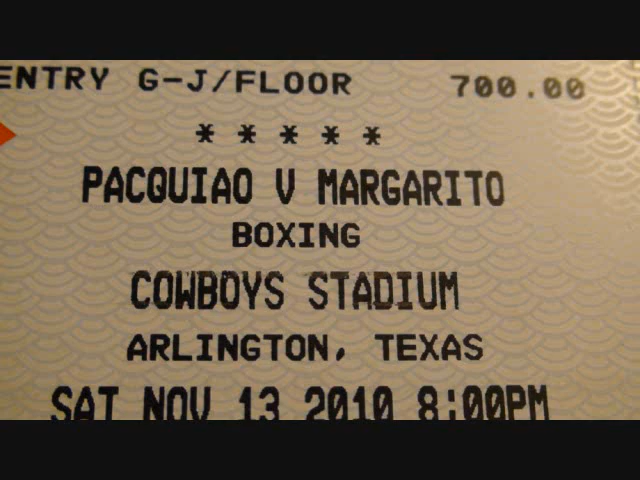 ENTRY G-J/FLOOR 700.00
* * * * *
PACQUIAO V MARGARITO
BOXING
COWBOYS STADIUM
ARLINGTON, TEXAS
SAT NOV 13 2010 8:00PM